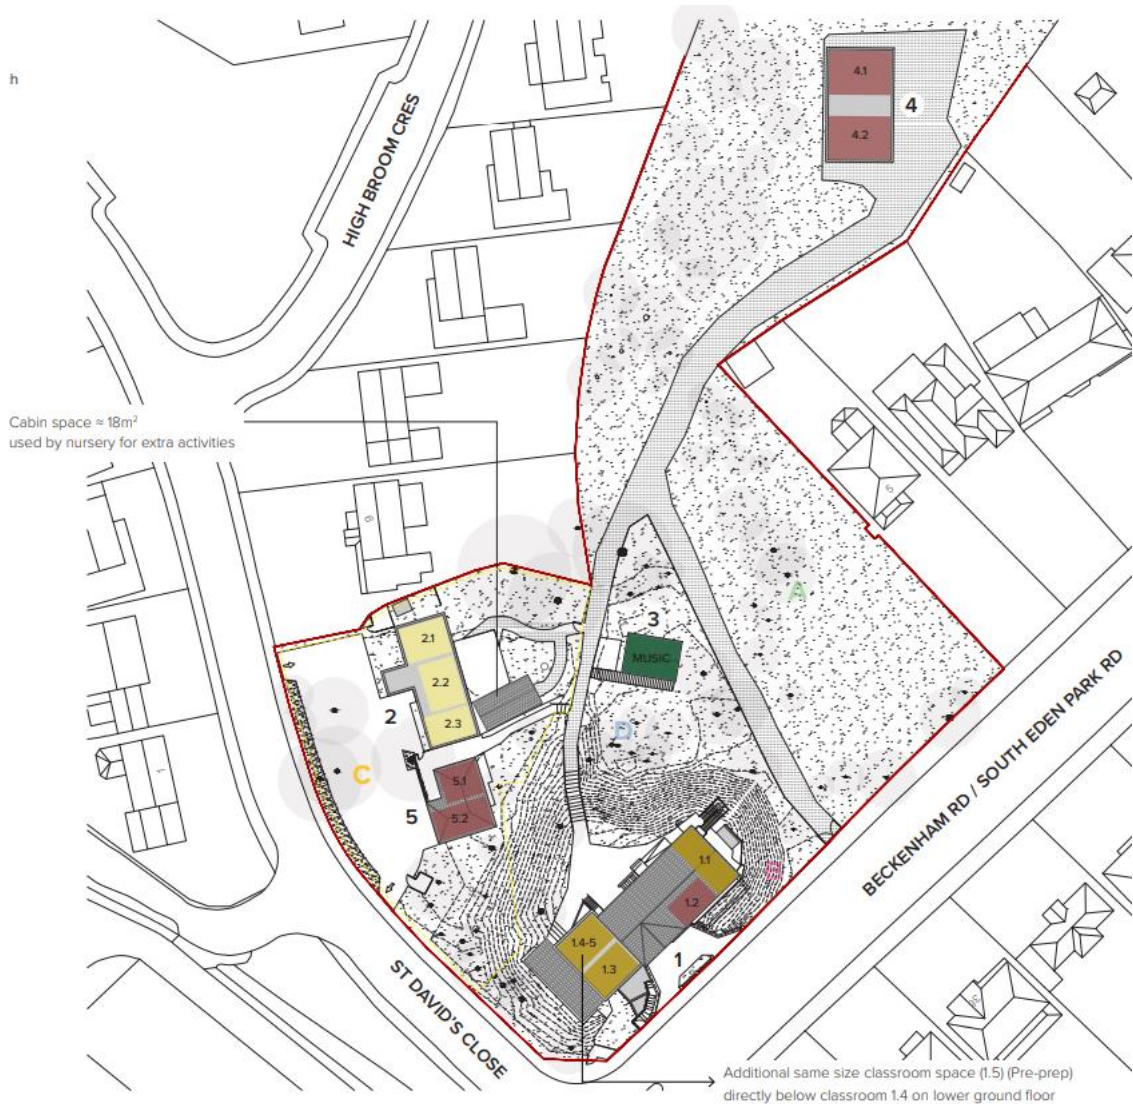 h
HIGH BROOM CRES
4.1
4
4.2
Cabin space ≈ 18m²
used by nursery for extra activities
5
9
A
3
MUSIC
2.1
2.2
2
2.3
D
C
1
5.1
5
5.2
BECKENHAM RD / SOUTH EDEN PARK RD
1.1
B
1.2
1.4-5
1.3
1
ST DAVID'S CLOSE
Additional same size classroom space (1.5) (Pre-prep)
directly below classroom 1.4 on lower ground floor